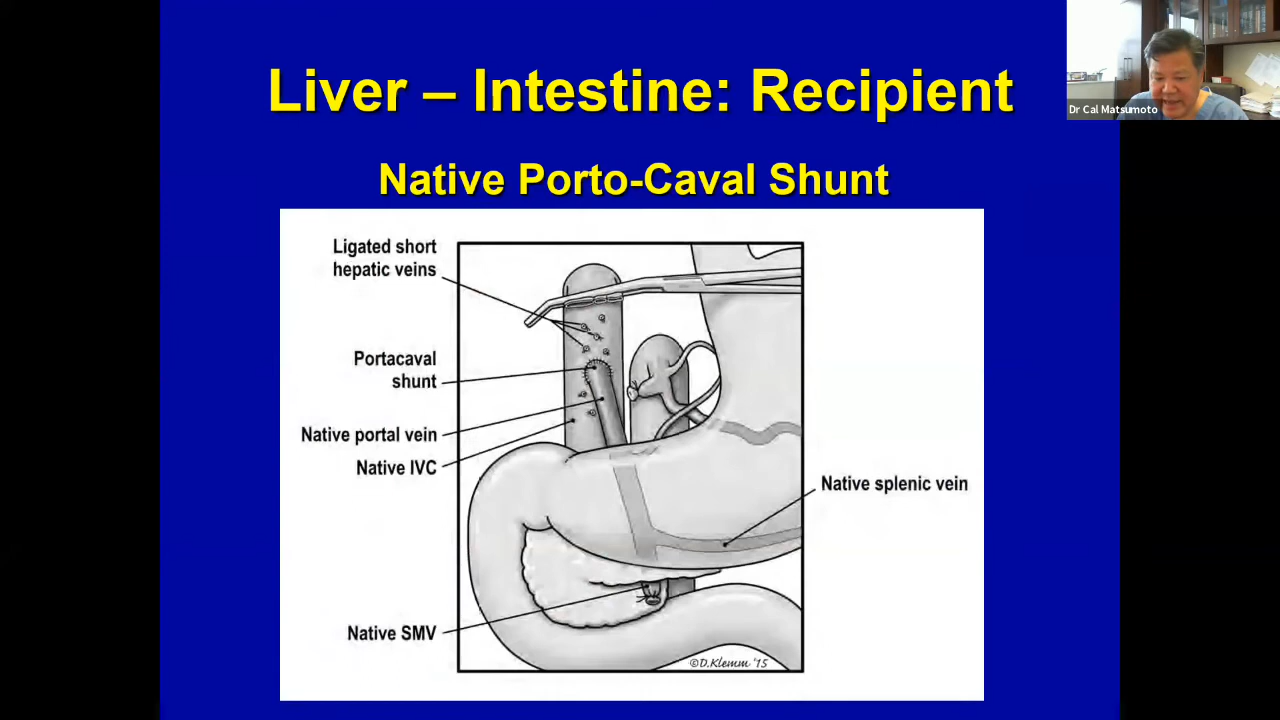 Liver – Intestine: Recipient
Dr Cal Matsumoto
Native Porto-Caval Shunt
Ligated short
hepatic veins
Portacaval
shunt
Native portal vein
Native IVC
Native splenic vein
Native SMV
©D.Klemm '15